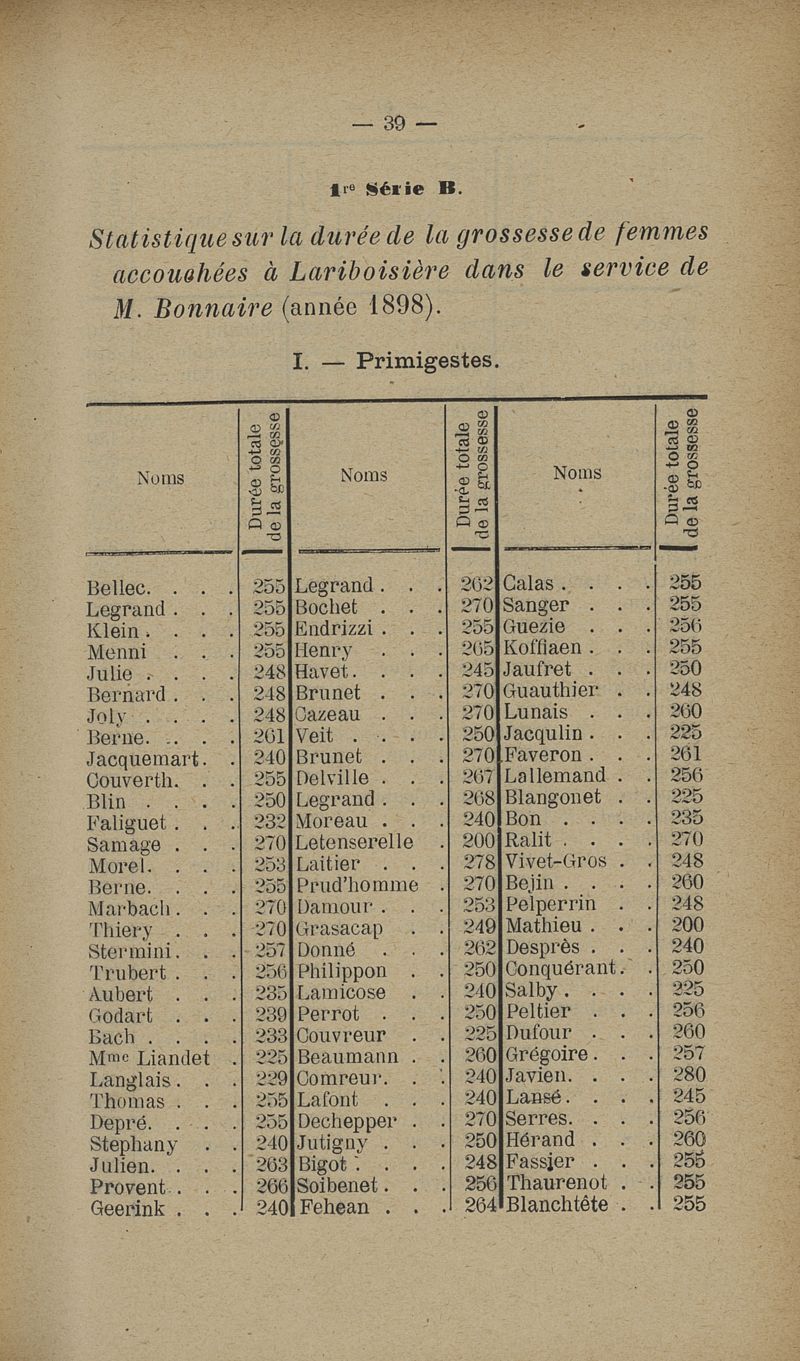 — 39 —
1re Série B.
Statistique sur la durée de la grossesse de femmes
accouchées à Lariboisière dans le service de
M. Bonnaire (année 1898).
I. — Primigestes.
Noms Durée totale de la grossesse Noms Durée totale de la grossesse Noms Durée totale de la grossesse
Bellec. . . . 255 Legrand . . . 262 Calas . . . . 255
Legrand . . . 255 Bochet . . . 270 Sanger . . . 255
Klein . . . . 255 Endrizzi . . . 255 Guezie . . . 256
Menni . . . 255 Henry . . . 265 Koffiaen . . . 255
Julie . . . . 248 Havet. . . . 245 Jaufret . . . 250
Bernard . . . 248 Brunet . . . 270 Guauthier . . 248
Joly . . . . 248 Cazeau . . . 270 Lunais . . . 260
Berne. . . . 261 Veit . . . . 250 Jacqulin . . . 225
Jacquemart. . 240 Brunet . . . 270 Faveron . . . 261
Couverth. . . 255 Delville . . . 267 Lallemand . . 256
Blin . . . . 250 Legrand . . . 268 Blangonet . . 225
Faliguet . . . 232 Moreau . . . 240 Bon . . . . 235
Samage . . . 270 Letenserelle . 200 Ralit . . . . 270
Morel. . . . 253 Laitier . . . 278 Vivet-Gros . . 248
Berne. . . . 255 Prud'homme . 270 Bejin . . . . 260
Marbach. . . 270 Damour . . . 253 Pelperrin . . 248
Thiery . . . 270 Grasacap . . 249 Mathieu . . . 200
Stermini. . . 257 Donné . . . 262 Desprès . . . 240
Trubert . . . 256 Philippon . . 250 Conquérant. . 250
Aubert . . . 235 Lamicose . . 240 Salby . . . . 225
Godart . . . 239 Perrot . . . 250 Peltier . . . 256
Bach . . . . 233 Couvreur . . 225 Dufour . . . 260
Mme Liandet . 225 Beaumann . . 260 Grégoire. . . 257
Langlais. . . 229 Comreur. . . 240 Javien. . . . 280
Thomas . . . 255 Lafont . . . 240 Lansé. . . . 245
Depré. . . . 255 Dechepper . . 270 Serres. . . . 256
Stephany . . 240 Jutigny . . . 250 Hérand . . . 260
Julien. . . . 263 Bigot . . . . 248 Fassier . . . 255
Provent. . . 266 Soibenet. . . 256 Thaurenot . . 255
Geerink . . . 240 Fehean . . . 264 Blanchtête . . 255